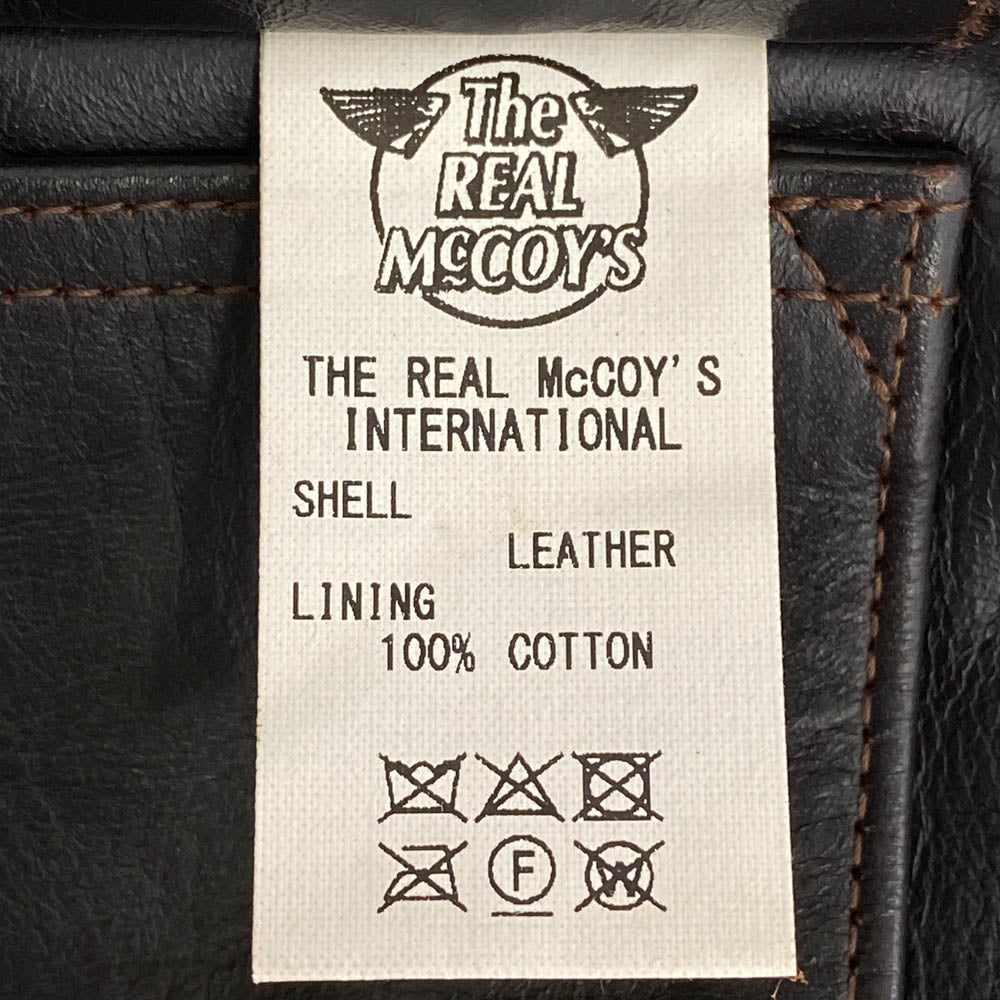 The
REAL
McCOY'S
THE REAL McCOY'S
INTERNATIONAL
SHELL
LEATHER
LINING
100% COTTON
F
W